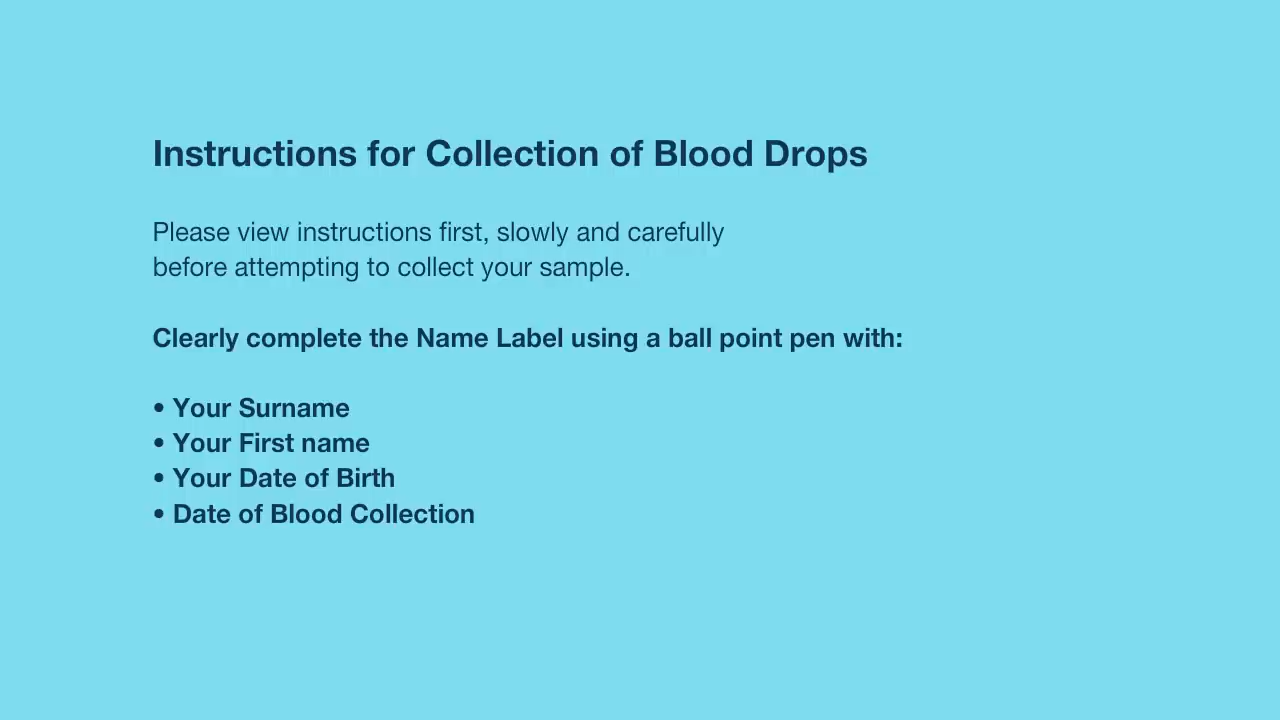 Instructions for Collection of Blood Drops
Please view instructions first, slowly and carefully
before attempting to collect your sample.
Clearly complete the Name Label using a ball point pen with:
• Your Surname
• Your First name
• Your Date of Birth
• Date of Blood Collection